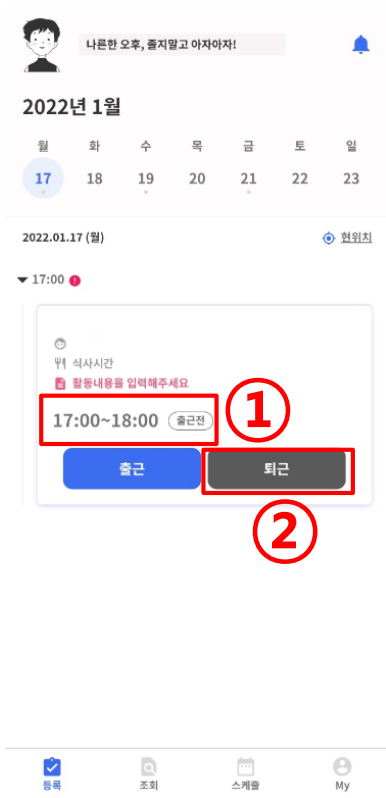 나른한 오후, 졸지말고 아자아자!
2022년 1월
월 화 수 목 금 토 일
17 18 19 20 21 22 23
2022.01.17 (월) 현위치
17:00
식사시간
활동내용을 입력해주세요
17:00~18:00 출근전
①
출근 퇴근
②
등록 조회 스케줄 My